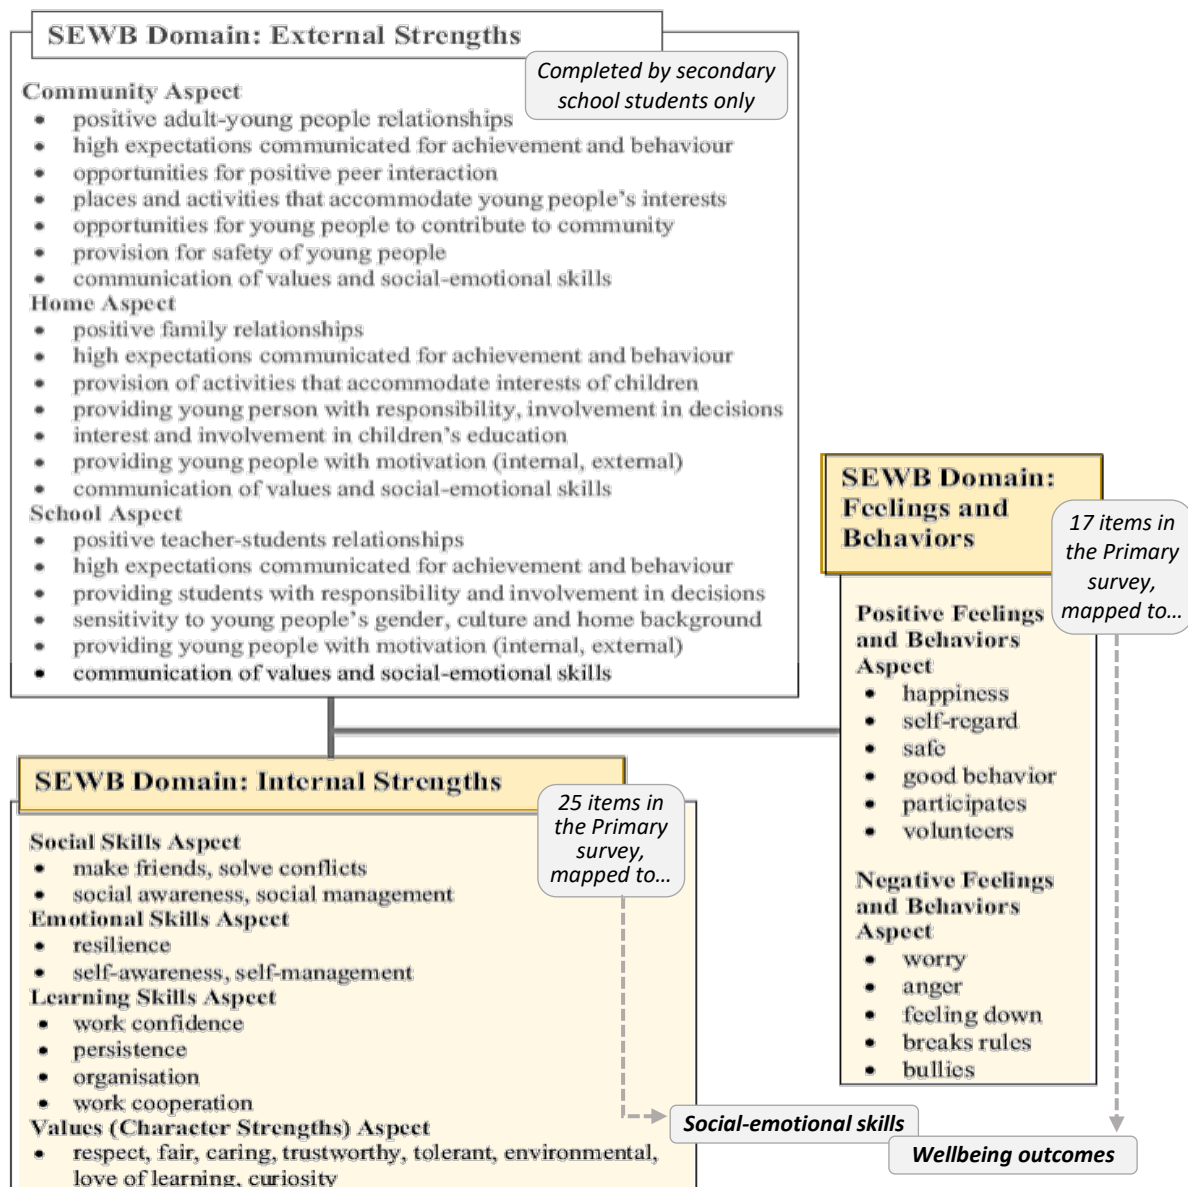 SEWB Domain: External Strengths
Completed by secondary
school students only
Community Aspect
• positive adult-young people relationships
• high expectations communicated for achievement and behaviour
• opportunities for positive peer interaction
• places and activities that accommodate young people's interests
• opportunities for young people to contribute to community
• provision for safety of young people
• communication of values and social-emotional skills
Home Aspect
• positive family relationships
• high expectations communicated for achievement and behaviour
• provision of activities that accommodate interests of children
• providing young person with responsibility, involvement in decisions
• interest and involvement in children's education
• providing young people with motivation (internal, external)
• communication of values and social-emotional skills
School Aspect
• positive teacher-students relationships
• high expectations communicated for achievement and behaviour
• providing students with responsibility and involvement in decisions
• sensitivity to young people's gender, culture and home background
• providing young people with motivation (internal, external)
• communication of values and social-emotional skills
SEWB Domain:
Feelings and
Behaviors
17 items in
the Primary
survey,
mapped to...
Positive Feelings
and Behaviors
Aspect
• happiness
• self-regard
• safe
• good behavior
• participates
• volunteers
Negative Feelings
and Behaviors
Aspect
• worry
• anger
• feeling down
• breaks rules
• bullies
SEWB Domain: Internal Strengths
25 items in
the Primary
survey,
mapped to...
Social Skills Aspect
• make friends, solve conflicts
• social awareness, social management
Emotional Skills Aspect
• resilience
• self-awareness, self-management
Learning Skills Aspect
• work confidence
• persistence
• organisation
• work cooperation
Values (Character Strengths) Aspect
• respect, fair, caring, trustworthy, tolerant, environmental,
love of learning, curiosity
Social-emotional skills
Wellbeing outcomes